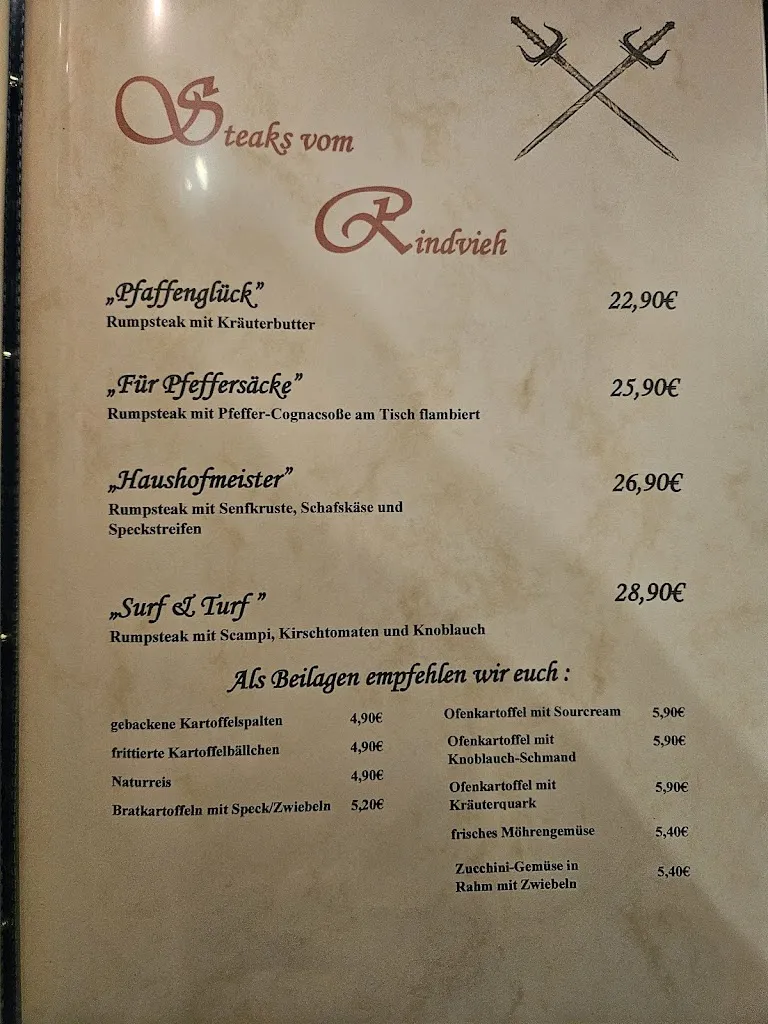 Steaks vom
Rindvieh
„Pfaffenglück” 22,90€
Rumpsteak mit Kräuterbutter
„Für Pfeffersäcke” 25,90€
Rumpsteak mit Pfeffer-Cognacsoße am Tisch flambiert
„Haushofmeister” 26,90€
Rumpsteak mit Senfkruste, Schafskäse und
Speckstreifen
„Surf & Turf ” 28,90€
Rumpsteak mit Scampi, Kirschtomaten und Knoblauch
Als Beilagen empfehlen wir euch :
gebackene Kartoffelspalten 4,90€
frittierte Kartoffelbällchen 4,90€
Naturreis 4,90€
Bratkartoffeln mit Speck/Zwiebeln 5,20€
Ofenkartoffel mit Sourcream 5,90€
Ofenkartoffel mit 5,90€
Knoblauch-Schmand
Ofenkartoffel mit 5,90€
Kräuterquark
frisches Möhrengemüse 5,40€
Zucchini-Gemüse in 5,40€
Rahm mit Zwiebeln